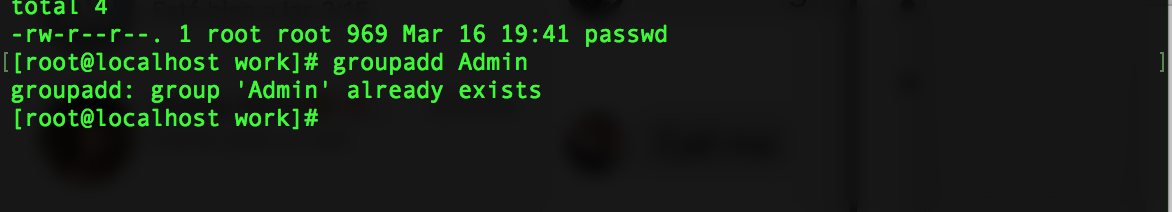 total 4
-rw-r--r--. 1 root root 969 Mar 16 19:41 passwd
[[root@localhost work]# groupadd Admin ]
groupadd: group 'Admin' already exists
[root@localhost work]#